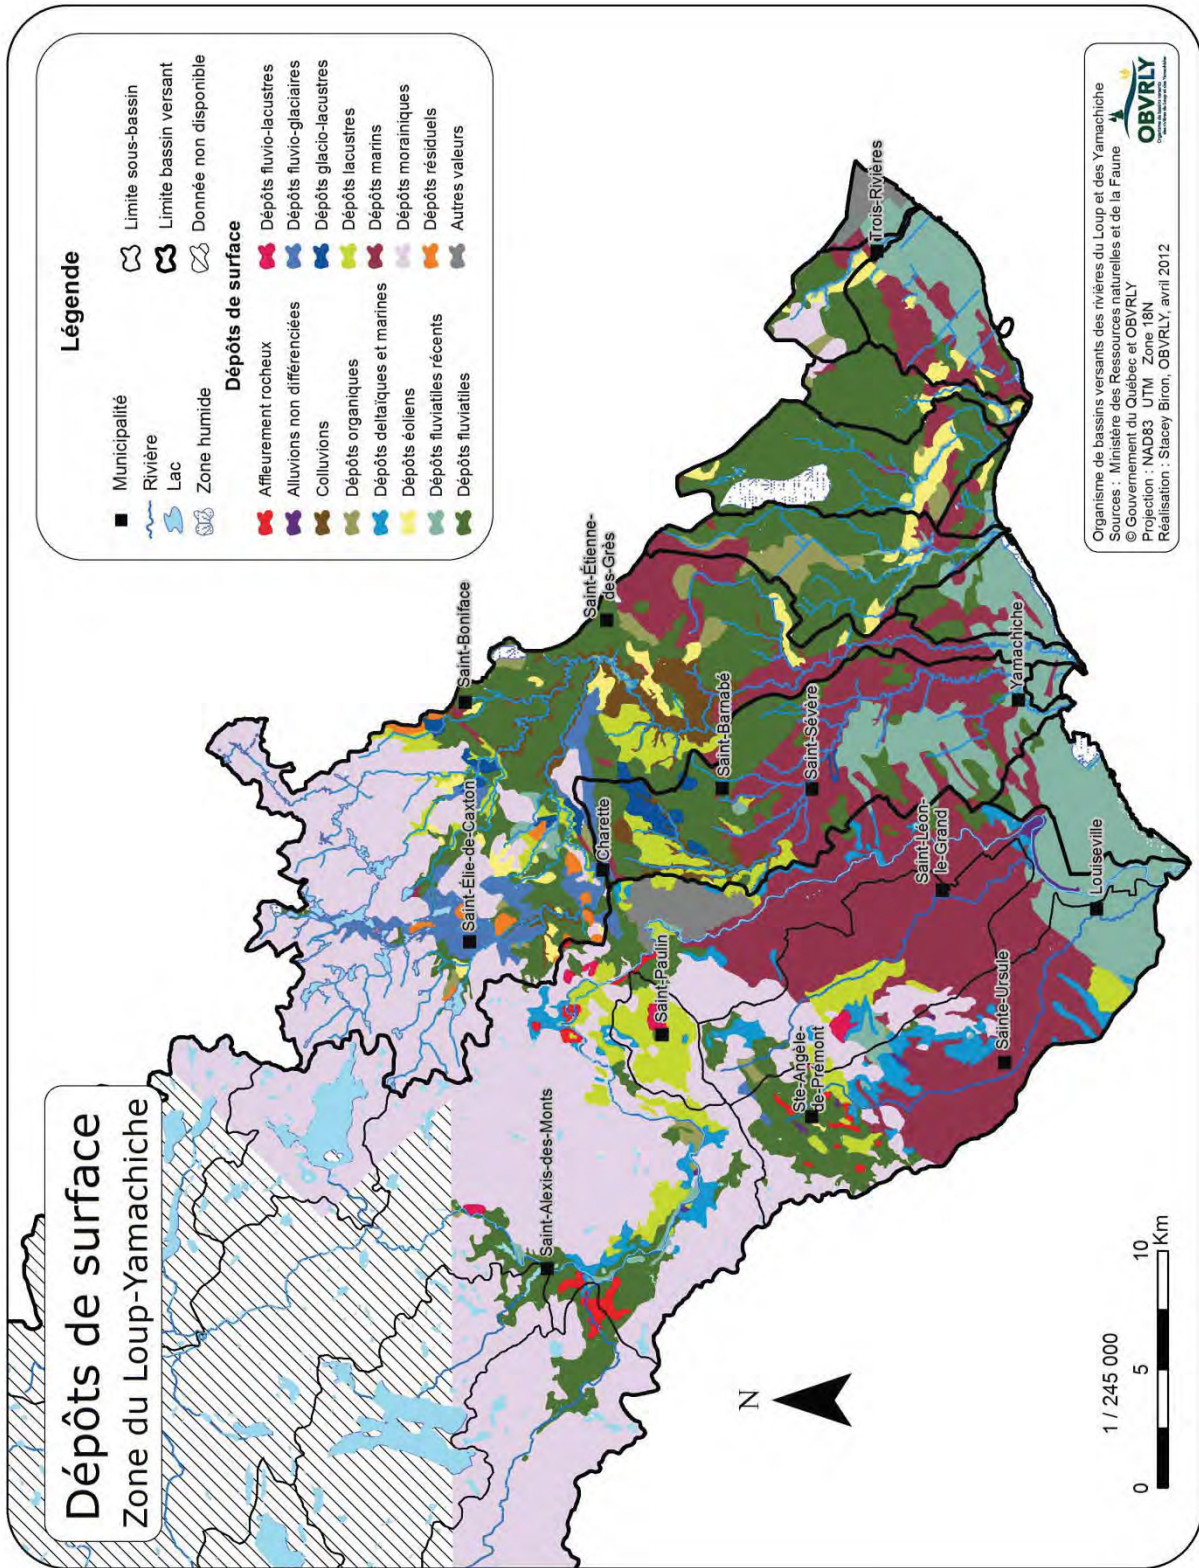 Dépôts de surface
Zone du Loup-Yamachiche
Légende
Municipalité
Rivière
Lac
Zone humide
Limite sous-bassin
Limite bassin versant
Donnée non disponible
Dépôts de surface
Affleurement rocheux
Alluvions non différenciées
Colluvions
Dépôts organiques
Dépôts deltaïques et marines
Dépôts éoliens
Dépôts fluviatiles récents
Dépôts fluviatiles
Dépôts fluvio-lacustres
Dépôts fluvio-glaciaires
Dépôts glacio-lacustres
Dépôts lacustres
Dépôts marins
Dépôts morainiques
Dépôts résiduels
Autres valeurs
Saint-Boniface
Saint-Élie-de-Caxton
Saint-Étienne-
des-Grès
Charette
Saint-Alexis-des-Monts
Saint-Paulin
Saint-Barnabé
Saint-Sévère
Ste-Angèle-
de-Prémont
Trois-Rivières
Saint-Léon-
le-Grand
Sainte-Ursule
Yamachiche
Louiseville
N
1 / 245 000
0 5 10
Km
Organisme de bassins versants des rivières du Loup et des Yamachiche
Sources : Ministère des Ressources naturelles et de la Faune
© Gouvernement du Québec et OBVRLY
Projection : NAD83 UTM Zone 18N
Réalisation : Stacey Biron, OBVRLY, avril 2012
OBVRLY